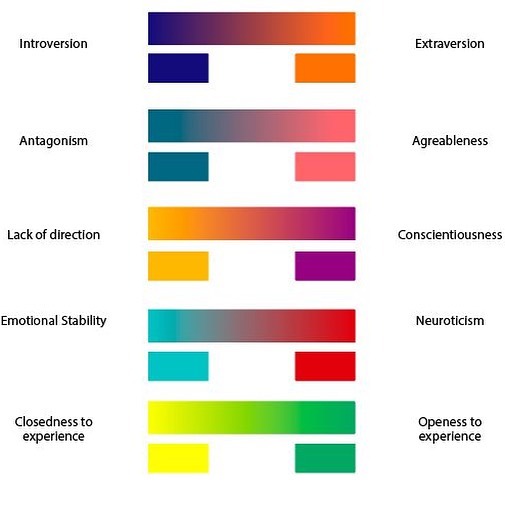 Introversion
Extraversion
Antagonism
Agreableness
Lack of direction
Conscientiousness
Emotional Stability
Neuroticism
Closedness to
experience
Openess to
experience